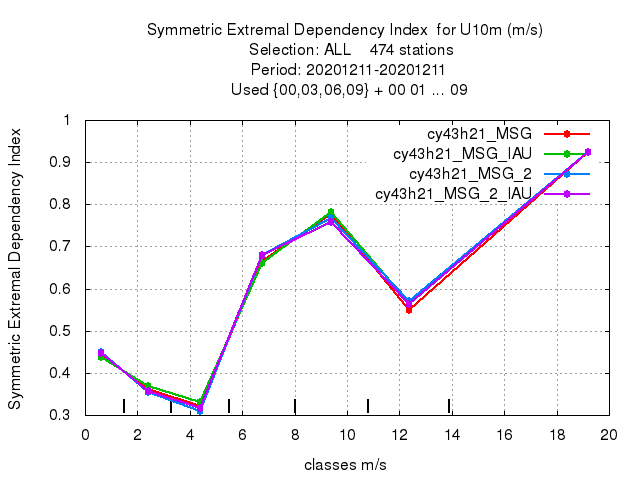 Symmetric Extremal Dependency Index  for U10m (m/s)
Selection: ALL    474 stations
Period: 20201211-20201211
Used {00,03,06,09} + 00 01 ... 09
Symmetric Extremal Dependency Index
1
0.9
0.8
0.7
0.6
0.5
0.4
0.3
cy43h21_MSG
cy43h21_MSG_IAU
cy43h21_MSG_2
cy43h21_MSG_2_IAU
0 2 4 6 8 10 12 14 16 18 20
classes m/s